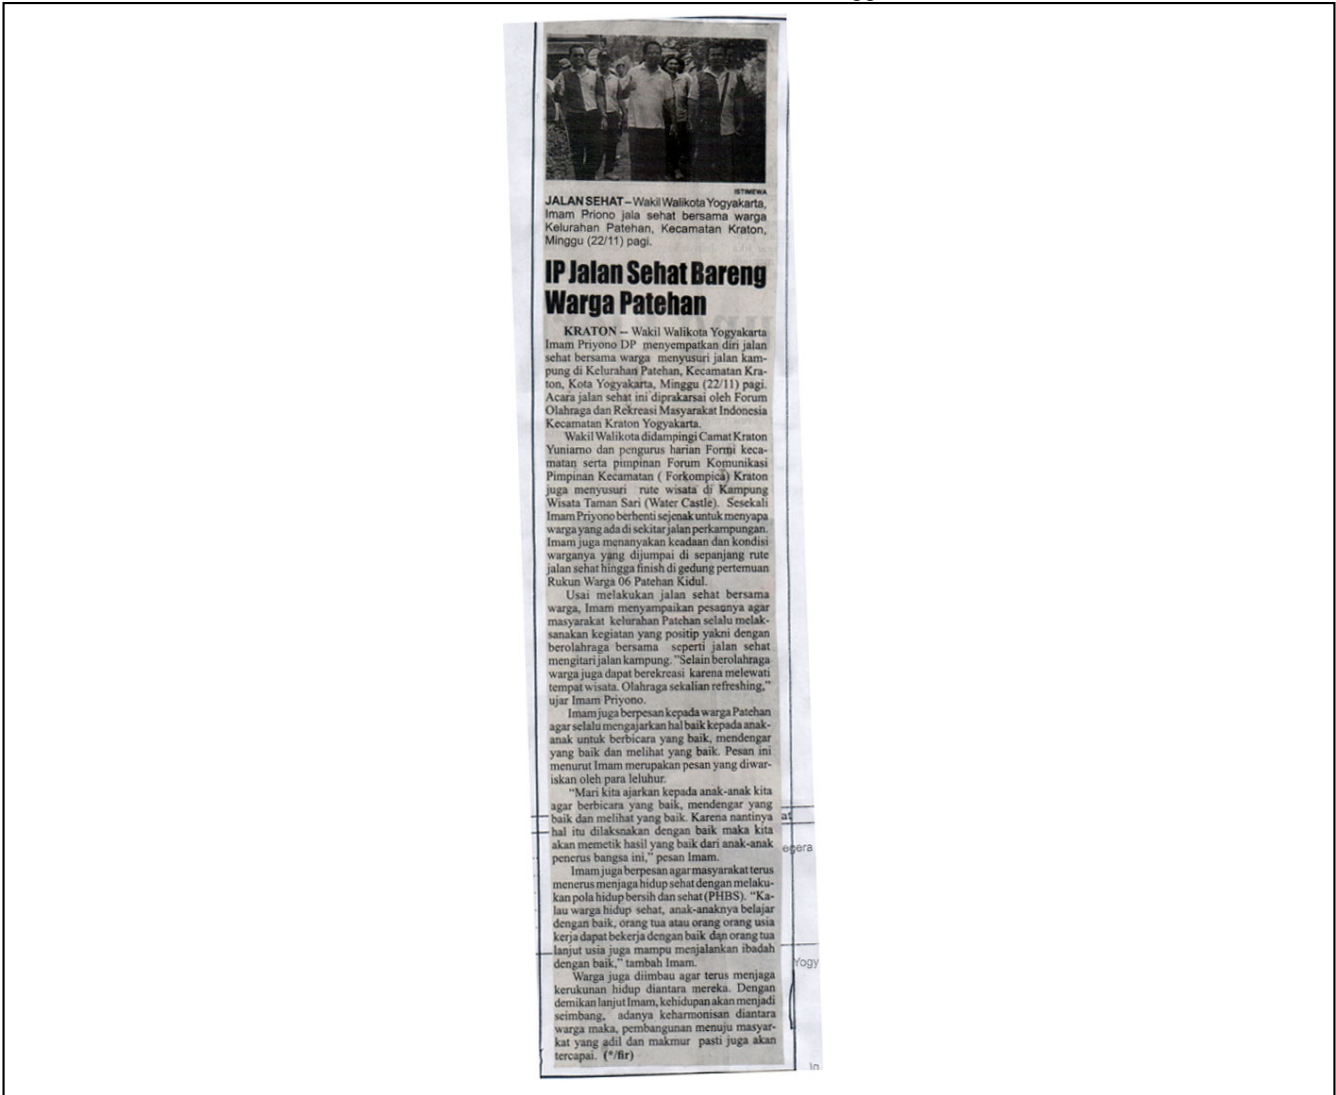 ISTIMEWA
JALAN SEHAT – Wakil Walikota Yogyakarta,
Imam Priono jala sehat bersama warga
Kelurahan Patehan, Kecamatan Kraton,
Minggu (22/11) pagi.
IP Jalan Sehat Bareng
Warga Patehan
KRATON -- Wakil Walikota Yogyakarta
Imam Priyono DP menyempatkan diri jalan
sehat bersama warga menyusuri jalan kam-
pung di Kelurahan Patehan, Kecamatan Kra-
ton, Kota Yogyakarta, Minggu (22/11) pagi.
Acara jalan sehat ini diprakarsai oleh Forum
Olahraga dan Rekreasi Masyarakat Indonesia
Kecamatan Kraton Yogyakarta.
Wakil Walikota didampingi Camat Kraton
Yuniarno dan pengurus harian Formi keca-
matan serta pimpinan Forum Komunikasi
Pimpinan Kecamatan ( Forkompica) Kraton
juga menyusuri rute wisata di Kampung
Wisata Taman Sari (Water Castle). Sesekali
Imam Priyono berhenti sejenak untuk menyapa
warga yang ada di sekitar jalan perkampungan.
Imam juga menanyakan keadaan dan kondisi
warganya yang dijumpai di sepanjang rute
jalan sehat hingga finish di gedung pertemuan
Rukun Warga 06 Patehan Kidul.
Usai melakukan jalan sehat bersama
warga, Imam menyampaikan pesannya agar
masyarakat kelurahan Patehan selalu melak-
sanakan kegiatan yang positip yakni dengan
berolahraga bersama seperti jalan sehat
mengitari jalan kampung. "Selain berolahraga
warga juga dapat berekreasi karena melewati
tempat wisata. Olahraga sekalian refreshing,"
ujar Imam Priyono.
Imam juga berpesan kepada warga Patehan
agar selalu mengajarkan hal baik kepada anak-
anak untuk berbicara yang baik, mendengar
yang baik dan melihat yang baik. Pesan ini
menurut Imam merupakan pesan yang diwar-
iskan oleh para leluhur.
"Mari kita ajarkan kepada anak-anak kita
agar berbicara yang baik, mendengar yang
baik dan melihat yang baik. Karena nantinya
hal itu dilaksnakan dengan baik maka kita
akan memetik hasil yang baik dari anak-anak
penerus bangsa ini," pesan Imam.
Imam juga berpesan agar masyarakat terus
menerus menjaga hidup sehat dengan melaku-
kan pola hidup bersih dan sehat (PHBS). "Ka-
lau warga hidup sehat, anak-anaknya belajar
dengan baik, orang tua atau orang orang usia
kerja dapat bekerja dengan baik dan orang tua
lanjut usia juga mampu menjalankan ibadah
dengan baik," tambah Imam.
Warga juga diimbau agar terus menjaga
kerukunan hidup diantara mereka. Dengan
demikan lanjut Imam, kehidupan akan menjadi
seimbang, adanya keharmonisan diantara
warga maka, pembangunan menuju masyar-
kat yang adil dan makmur pasti juga akan
tercapai. (*/fir)
at
egera
Yogy